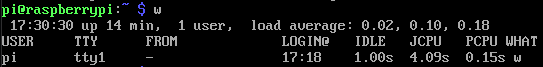 pi@raspberrypi:~ $ w
 17:30:30 up 14 min,  1 user,  load average: 0.02, 0.10, 0.18
USER     TTY      FROM             LOGIN@   IDLE   JCPU   PCPU WHAT
pi       tty1     -                17:18    1.00s  4.09s  0.15s w